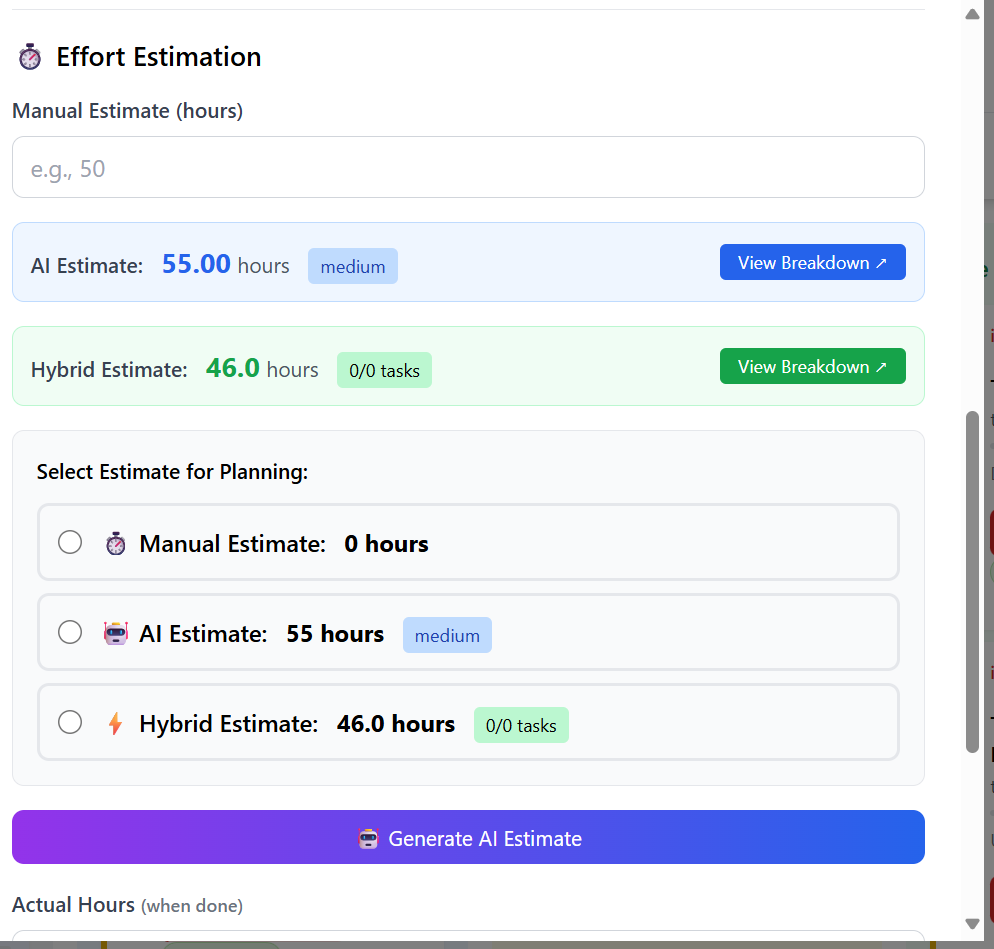 Effort Estimation
Manual Estimate (hours)
e.g., 50
AI Estimate: 55.00 hours medium View Breakdown ↗
Hybrid Estimate: 46.0 hours 0/0 tasks View Breakdown ↗
Select Estimate for Planning:
Manual Estimate: 0 hours
AI Estimate: 55 hours medium
Hybrid Estimate: 46.0 hours 0/0 tasks
Generate AI Estimate
Actual Hours (when done)